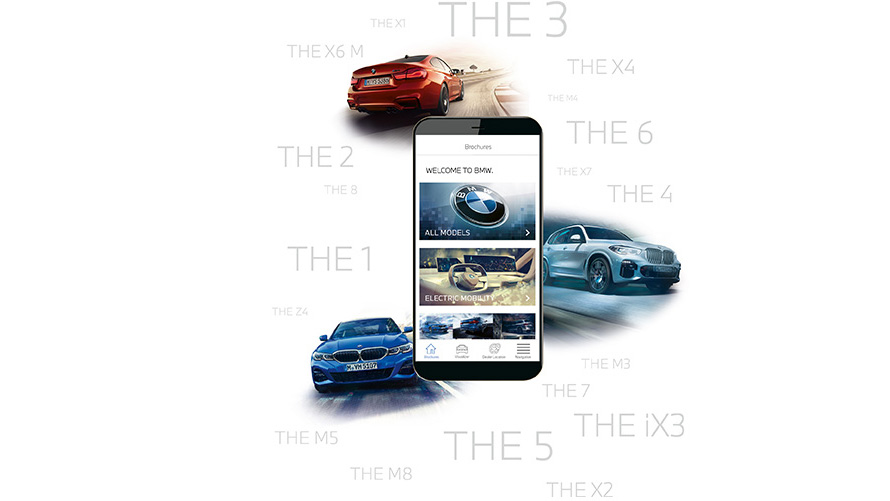 THE 3
THE X1
THE X6 M
THE X4
THE M4
THE 6
THE 2
THE X7
THE 8
THE 4
Brochures
WELCOME TO BMW.
BMW
ALL MODELS
ELECTRIC MOBILITY
Brochures
Dealer Locator
Navigation
THE 1
THE Z4
THE M3
THE 7
THE iX3
THE M5
THE 5
THE M8
THE X2